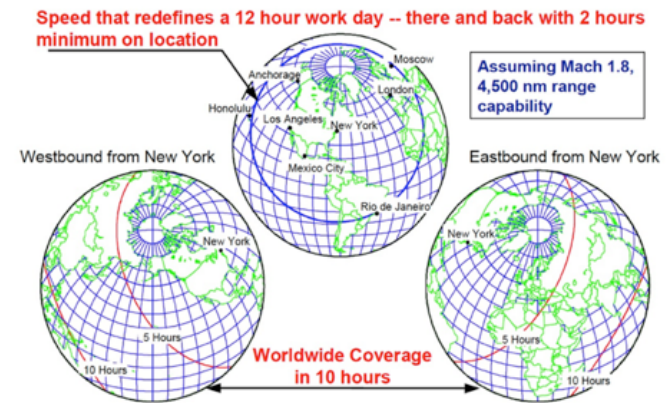 Speed that redefines a 12 hour work day -- there and back with 2 hours
minimum on location
Assuming Mach 1.8,
4,500 nm range
capability
Moscow
Anchorage
London
Honolulu
Los Angeles
New York
Mexico City
Rio de Janeiro
Westbound from New York
Eastbound from New York
New York
5 Hours
10 Hours
New York
5 Hours
10 Hours
Worldwide Coverage
in 10 hours